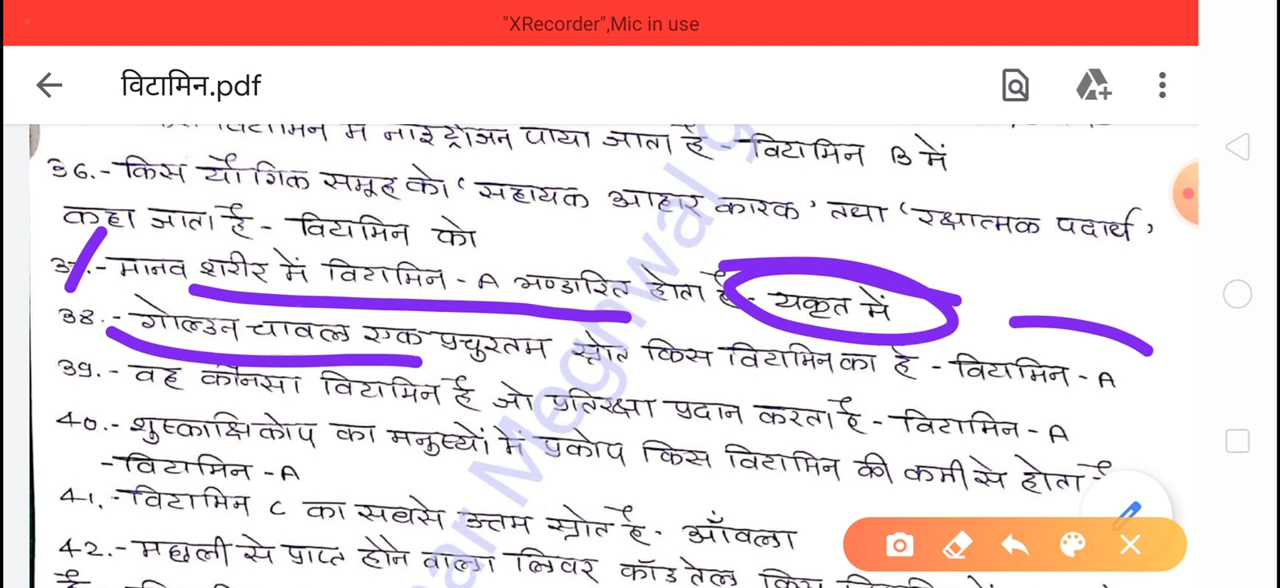 "XRecorder",Mic in use
विटामिन.pdf
विटामिन में नाइट्रोजन पाया जाता है - विटामिन B में
36.- किस यौगिक समूह को 'सहायक आहार कारक' तथा 'रक्षात्मक पदार्थ'
कहा जाता है - विटामिन को
37.- मानव शरीर में विटामिन - A भण्डारित होता है - यकृत में
38.- गोल्डन चावल एक प्रचुरतम स्रोत किस विटामिन का है - विटामिन - A
39.- वह कौनसा विटामिन है जो प्रतिरक्षा प्रदान करता है - विटामिन - A
40.- शुष्काक्षिकोप का मनुष्यों में प्रकोप किस विटामिन की कमी से होता है
- विटामिन - A
41.- विटामिन C का सबसे उत्तम स्रोत है - आँवला
42.- मछली से प्राप्त होने वाला लिवर कॉड तेल किस